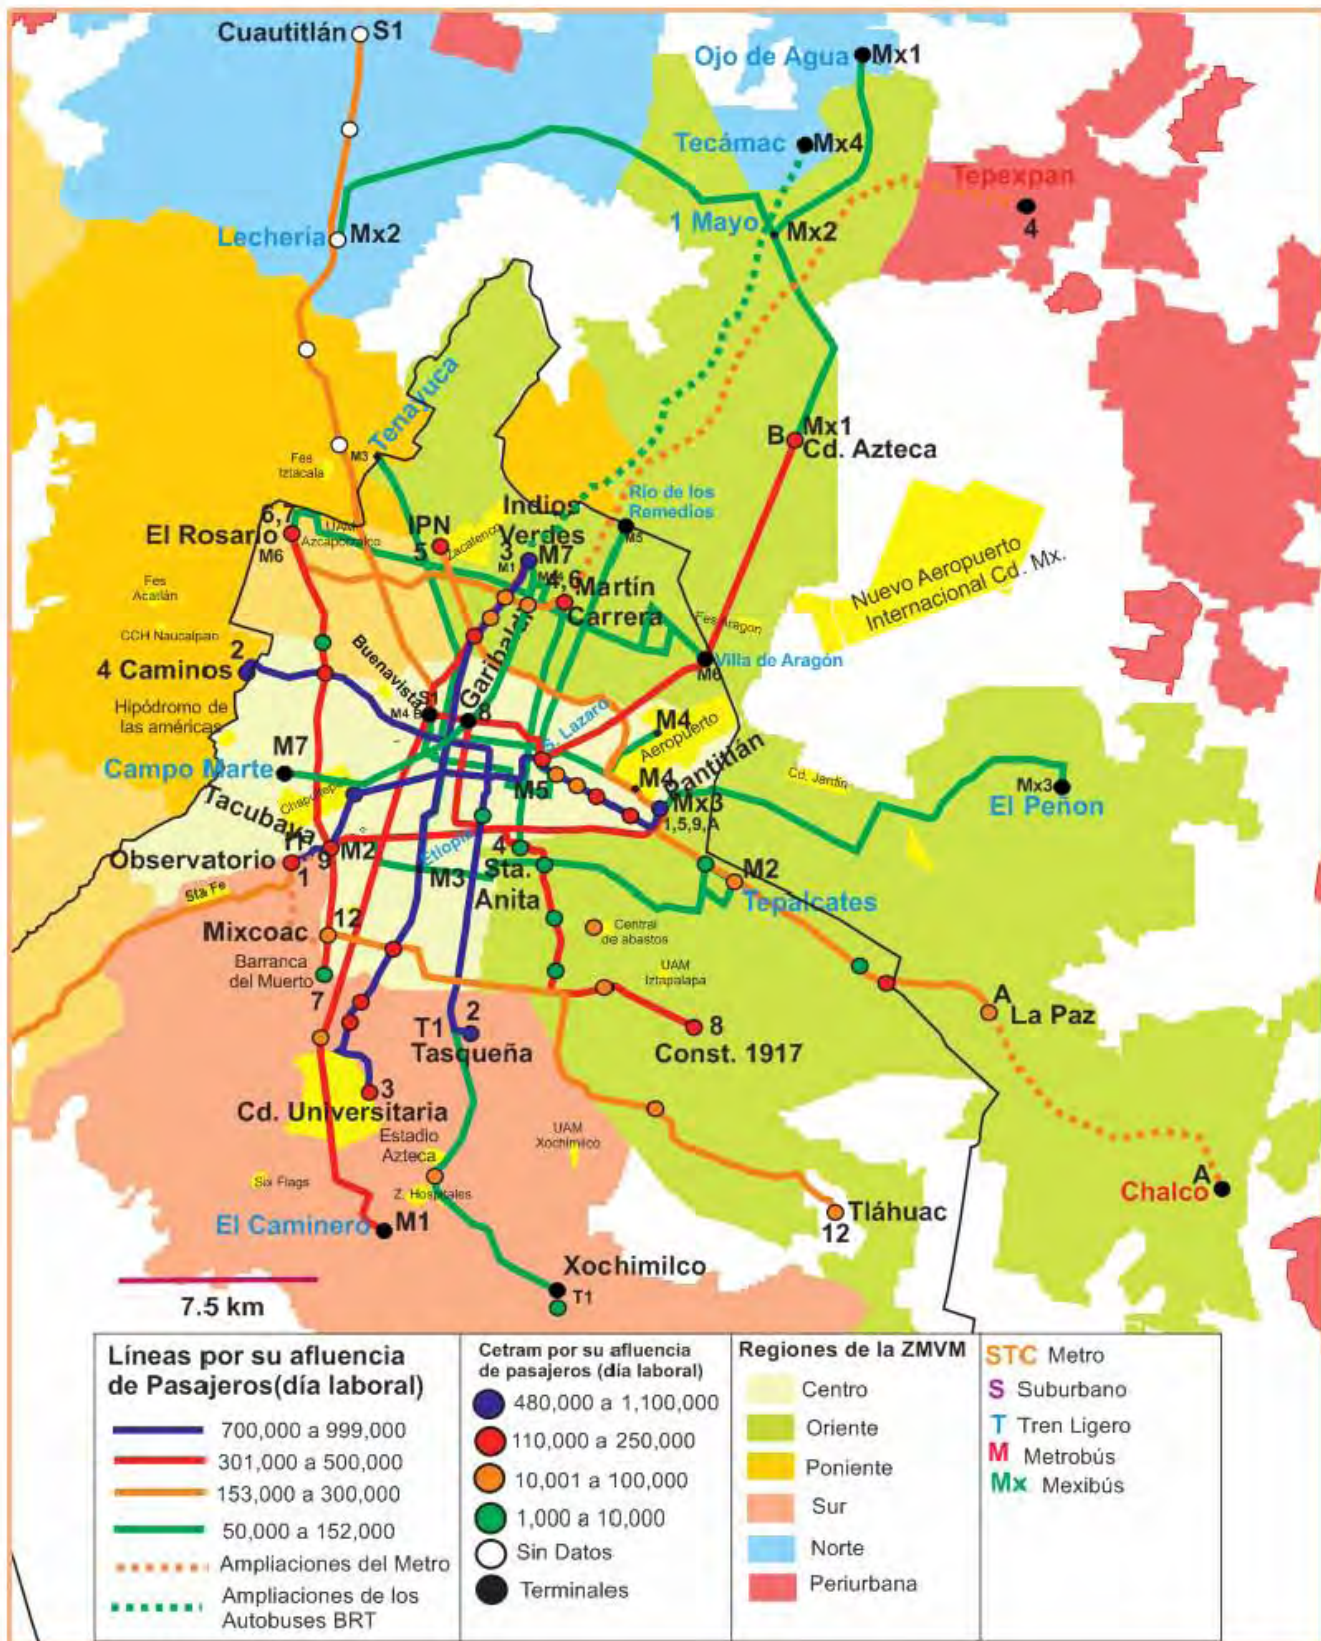 Cuautitlán S1
Ojo de Agua Mx1
Tecámac Mx4
Tepexpan
4
1 Mayo
Mx2
Lechería Mx2
Tenayuca
M3
Fes
Iztacala
B Mx1
Cd. Azteca
Río de los
Remedios
M5
Indios
Verdes
3
M1
M7
IPN
5
Zacatenco
6,7
El Rosario
M6
UAM
Azcapotzalco
4,6
Martín
Carrera
Nuevo Aeropuerto
Internacional Cd. Mx.
Fes
Acatlán
CCH Naucalpan
2
4 Caminos
Hipódromo de
las américas
Buenavista
S1
M4 B
Garibaldi
8
Fes Aragon
Villa de Aragón
M6
S. Lazaro
M4
Aeropuerto
M7
Campo Marte
Chapultepec
Tacubaya
M5
M4
Pantitlán
Mx3
1,5,9,A
Cd. Jardín
Mx3
El Peñon
Observatorio
1
9
M2
Etiopía
M3
4
Sta.
Anita
M2
Tepalcates
Sta Fe
12
Mixcoac
Barranca
del Muerto
7
Central
de abastos
UAM
Iztapalapa
A
La Paz
T1 2
Tasqueña
8
Const. 1917
3
Cd. Universitaria
Estadio
Azteca
UAM
Xochimilco
Six Flags
Z. Hospitales
A
Chalco
El Caminero M1
Tláhuac
12
Xochimilco
T1
7.5 km
Líneas por su afluencia
de Pasajeros(día laboral)
700,000 a 999,000
301,000 a 500,000
153,000 a 300,000
50,000 a 152,000
Ampliaciones del Metro
Ampliaciones de los
Autobuses BRT
Cetram por su afluencia
de pasajeros (día laboral)
480,000 a 1,100,000
110,000 a 250,000
10,001 a 100,000
1,000 a 10,000
Sin Datos
Terminales
Regiones de la ZMVM
Centro
Oriente
Poniente
Sur
Norte
Periurbana
STC Metro
S Suburbano
T Tren Ligero
M Metrobús
Mx Mexibús